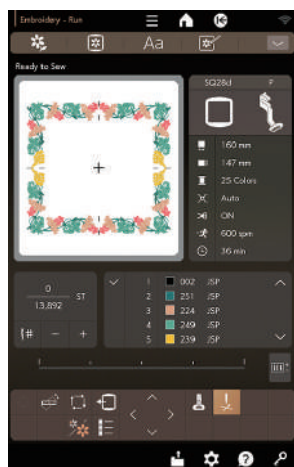 Embroidery - Run
Aa
Ready to Sew
SQ28d P
160 mm
147 mm
25 Colors
Auto
ON
600 spm
36 min
0
13,892 ST
1 002 JSP
2 251 JSP
3 224 JSP
4 249 JSP
5 239 JSP
# - +